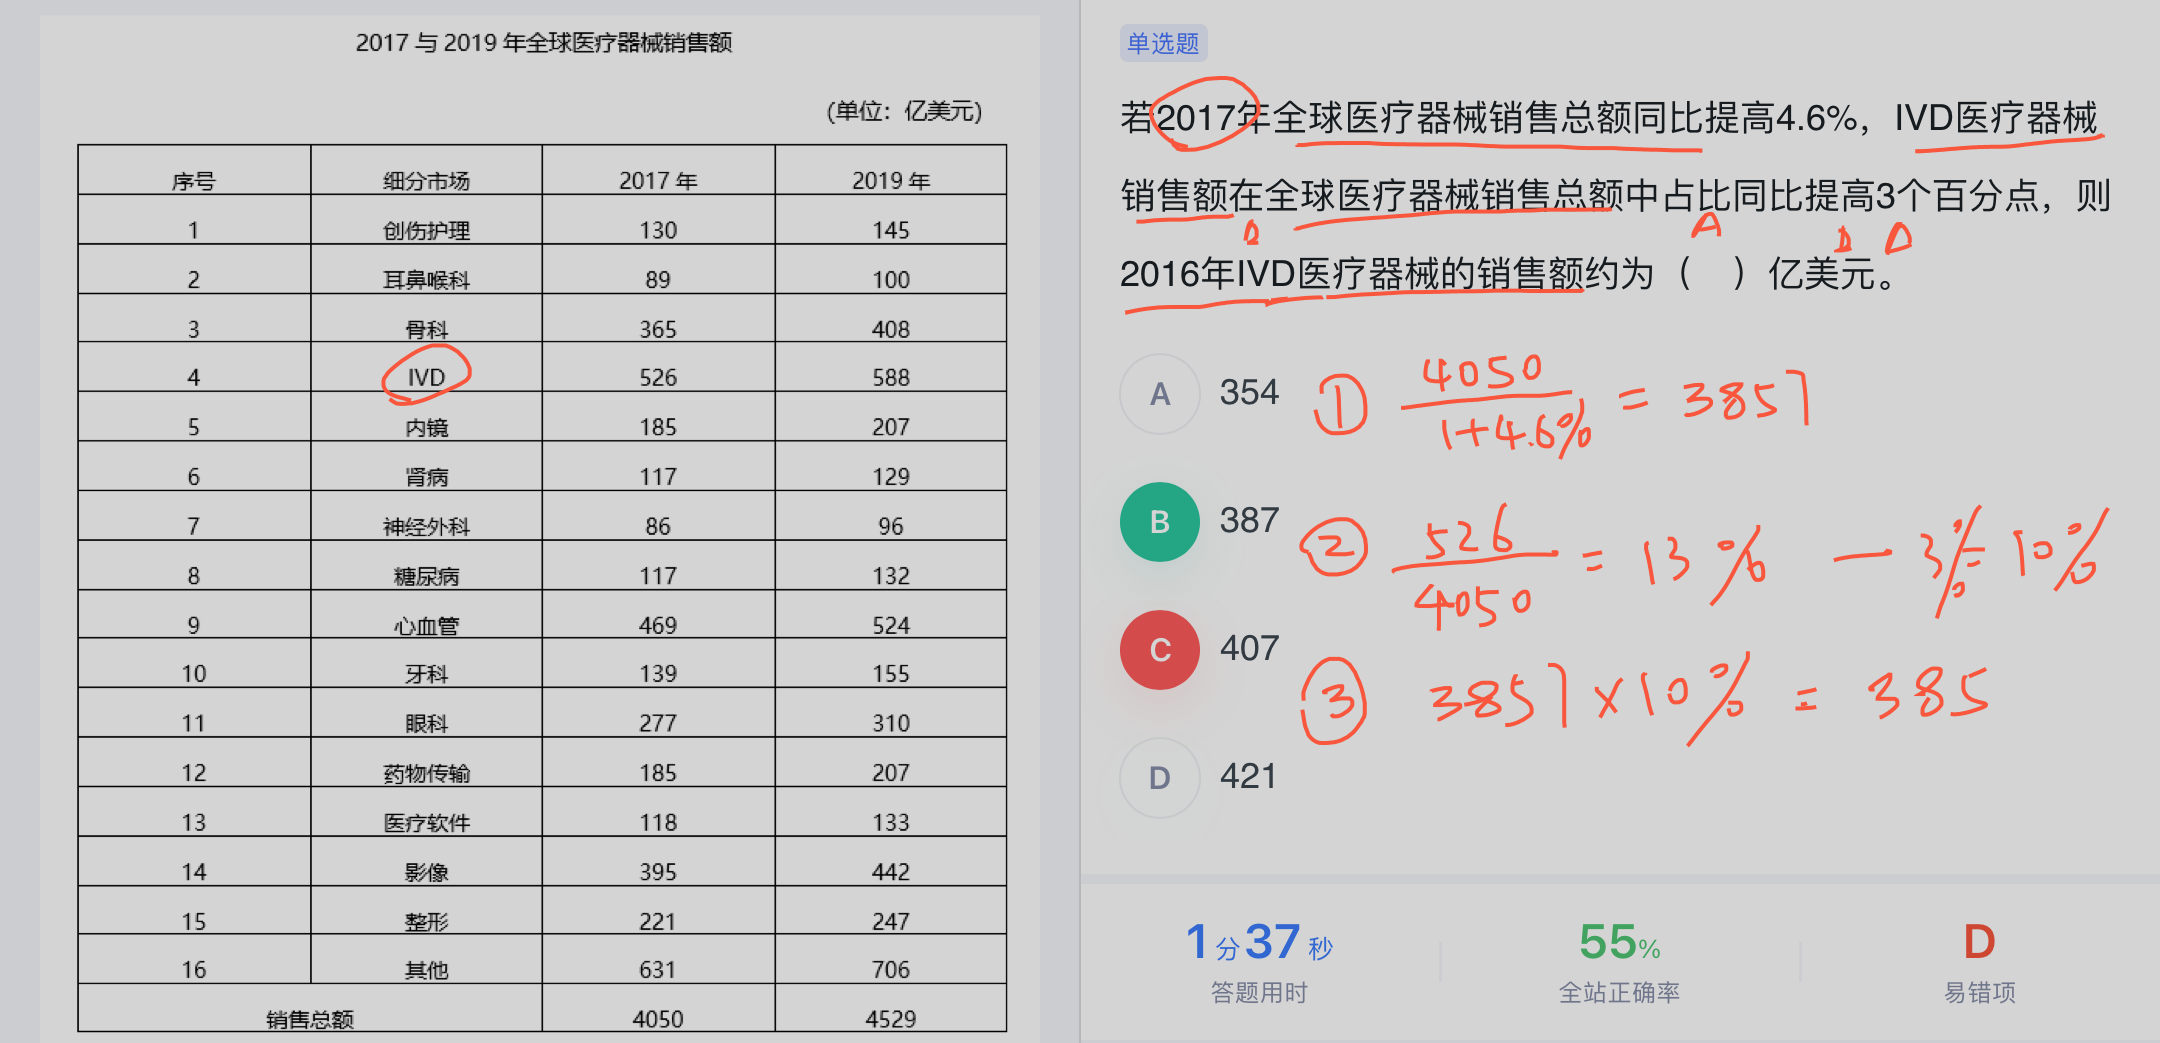 2017 与 2019 年全球医疗器械销售额
(单位：亿美元)
序号 细分市场 2017 年 2019 年
1 创伤护理 130 145
2 耳鼻喉科 89 100
3 骨科 365 408
4 IVD 526 588
5 内镜 185 207
6 肾病 117 129
7 神经外科 86 96
8 糖尿病 117 132
9 心血管 469 524
10 牙科 139 155
11 眼科 277 310
12 药物传输 185 207
13 医疗软件 118 133
14 影像 395 442
15 整形 221 247
16 其他 631 706
销售总额 4050 4529
单选题
若2017年全球医疗器械销售总额同比提高4.6%，IVD医疗器械
销售额在全球医疗器械销售总额中占比同比提高3个百分点，则
A
2016年IVD医疗器械的销售额约为（ ）亿美元。
A 354
B 387
C 407
D 421
① 4050
1+4.6%
= 3857
② 526
4050
= 13% — 3% = 10%
③ 3857 × 10% = 385
1分37秒 55% D
答题用时 全站正确率 易错项